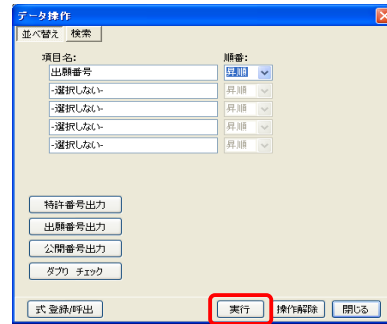 データ操作
並べ替え 検索
項目名: 順番:
出願番号 昇順
-選択しない- 昇順
-選択しない- 昇順
-選択しない- 昇順
-選択しない- 昇順
特許番号出力
出願番号出力
公開番号出力
ダブり チェック
式 登録/呼出 実行 操作解除 閉じる